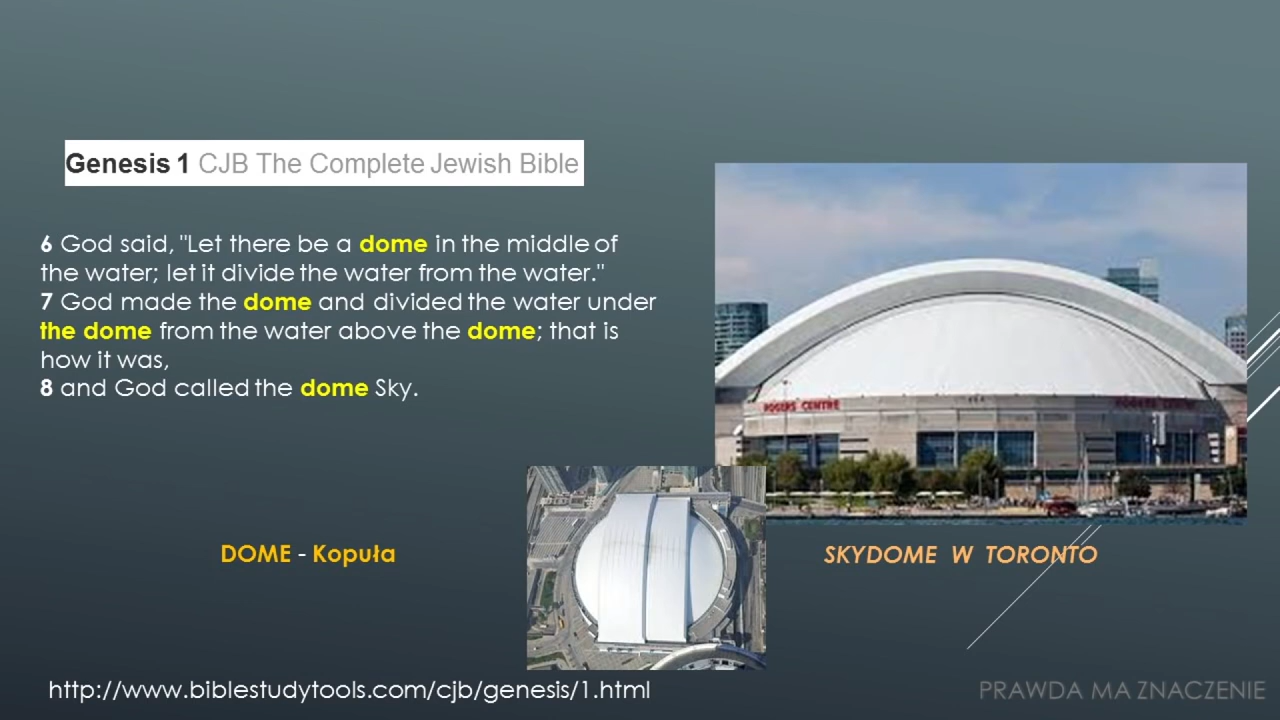 Genesis 1 CJB The Complete Jewish Bible
6 God said, "Let there be a dome in the middle of
the water; let it divide the water from the water."
7 God made the dome and divided the water under
the dome from the water above the dome; that is
how it was,
8 and God called the dome Sky.
ROGERS CENTRE
ROGERS CENTRE
DOME - Kopuła
SKYDOME W TORONTO
http://www.biblestudytools.com/cjb/genesis/1.html
PRAWDA MA ZNACZENIE